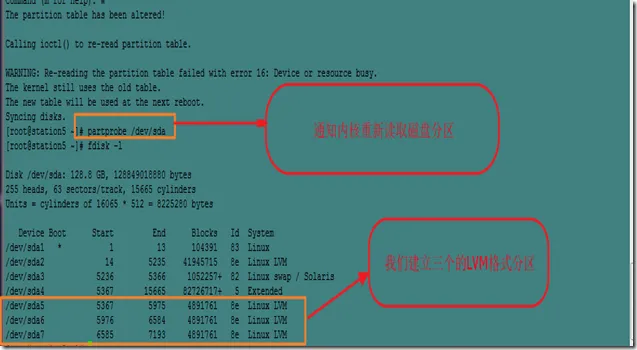 Command (m for help): w
The partition table has been altered!
Calling ioctl() to re-read partition table.
WARNING: Re-reading the partition table failed with error 16: Device or resource busy.
The kernel still uses the old table.
The new table will be used at the next reboot.
Syncing disks.
[root@station5 ~]# partprobe /dev/sda
通知内核重新读取磁盘分区
[root@station5 ~]# fdisk -l
Disk /dev/sda: 128.8 GB, 128849018880 bytes
255 heads, 63 sectors/track, 15665 cylinders
Units = cylinders of 16065 * 512 = 8225280 bytes
Device Boot Start End Blocks Id System
/dev/sda1 * 1 13 104391 83 Linux
/dev/sda2 14 5235 41945715 8e Linux LVM
/dev/sda3 5236 5366 1052257+ 82 Linux swap / Solaris
/dev/sda4 5367 15665 82726717+ 5 Extended
我们建立三个的LVM格式分区
/dev/sda5 5367 5975 4891761 8e Linux LVM
/dev/sda6 5976 6584 4891761 8e Linux LVM
/dev/sda7 6585 7193 4891761 8e Linux LVM